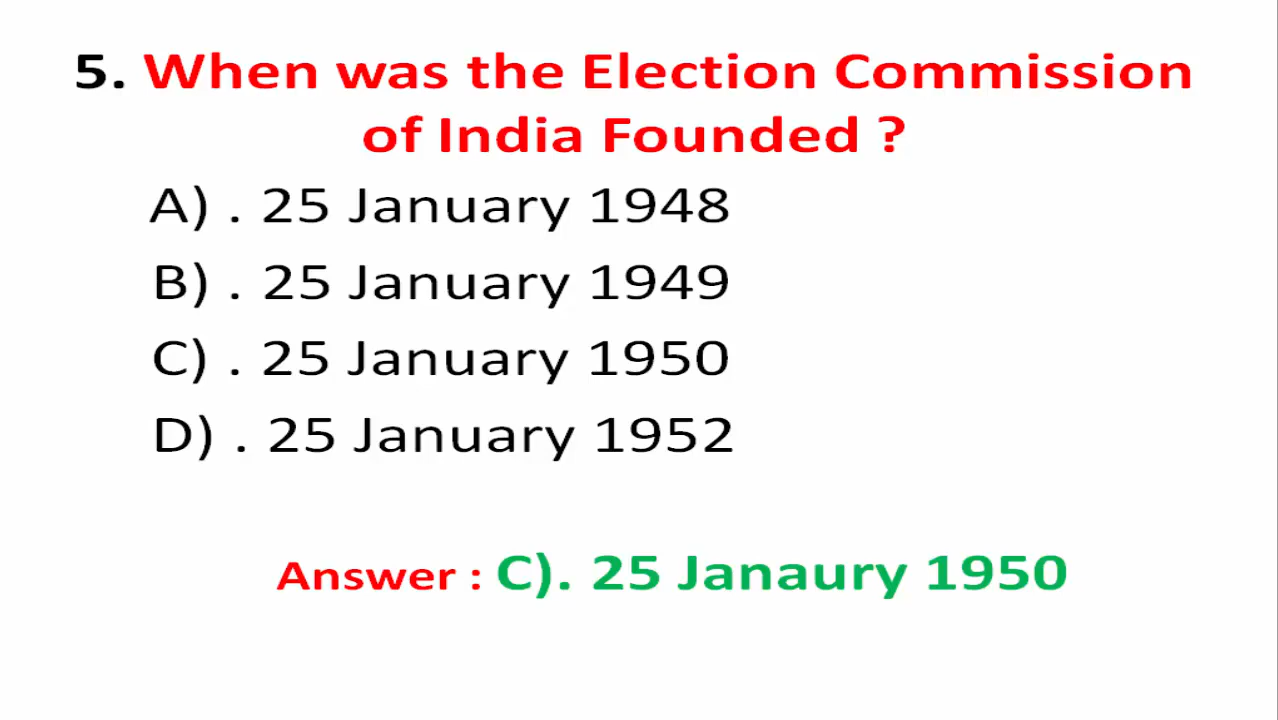 5. When was the Election Commission
of India Founded ?
A) . 25 January 1948
B) . 25 January 1949
C) . 25 January 1950
D) . 25 January 1952
Answer : C). 25 Janaury 1950